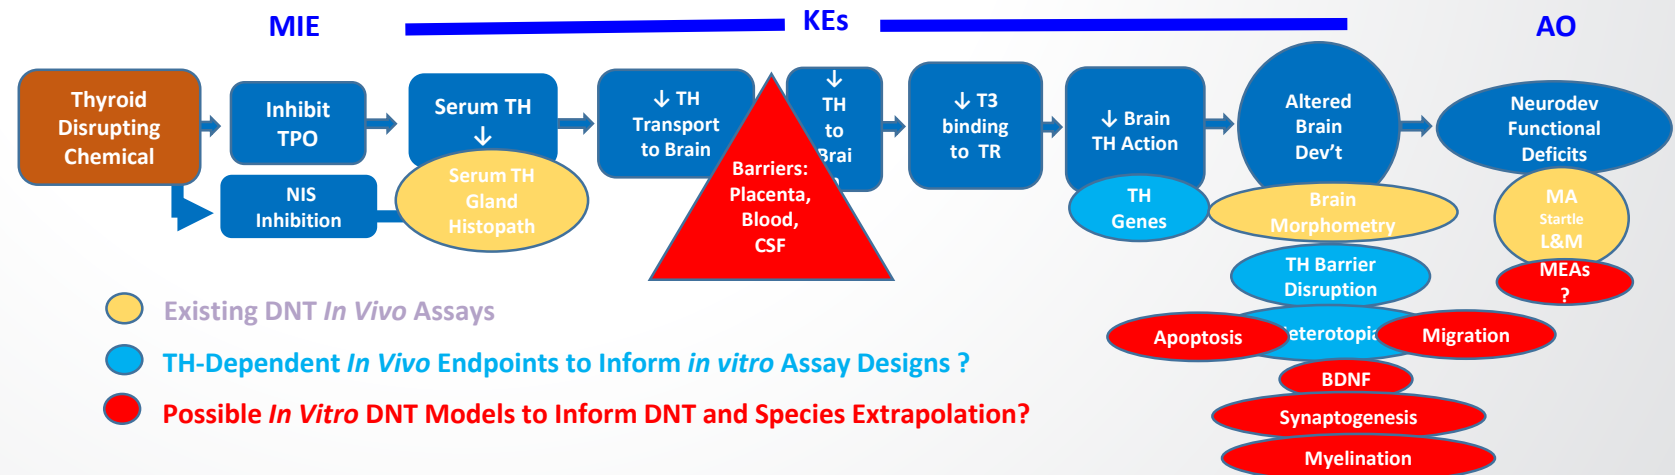 MIE
KEs
AO
Thyroid
Disrupting
Chemical
Inhibit
TPO
NIS
Inhibition
Serum TH
↓
Serum TH
Gland
Histopath
↓ TH
Transport
to Brain
Barriers:
Placenta,
Blood,
CSF
↓
TH
to
Brai
↓ T3
binding
to TR
↓ Brain
TH Action
TH
Genes
Altered
Brain
Dev't
Brain
Morphometry
TH Barrier
Disruption
Apoptosis
eterotopia
Migration
BDNF
Synaptogenesis
Myelination
Neurodev
Functional
Deficits
MA
Startle
L&M
MEAs
?
Existing DNT In Vivo Assays
TH-Dependent In Vivo Endpoints to Inform in vitro Assay Designs ?
Possible In Vitro DNT Models to Inform DNT and Species Extrapolation?